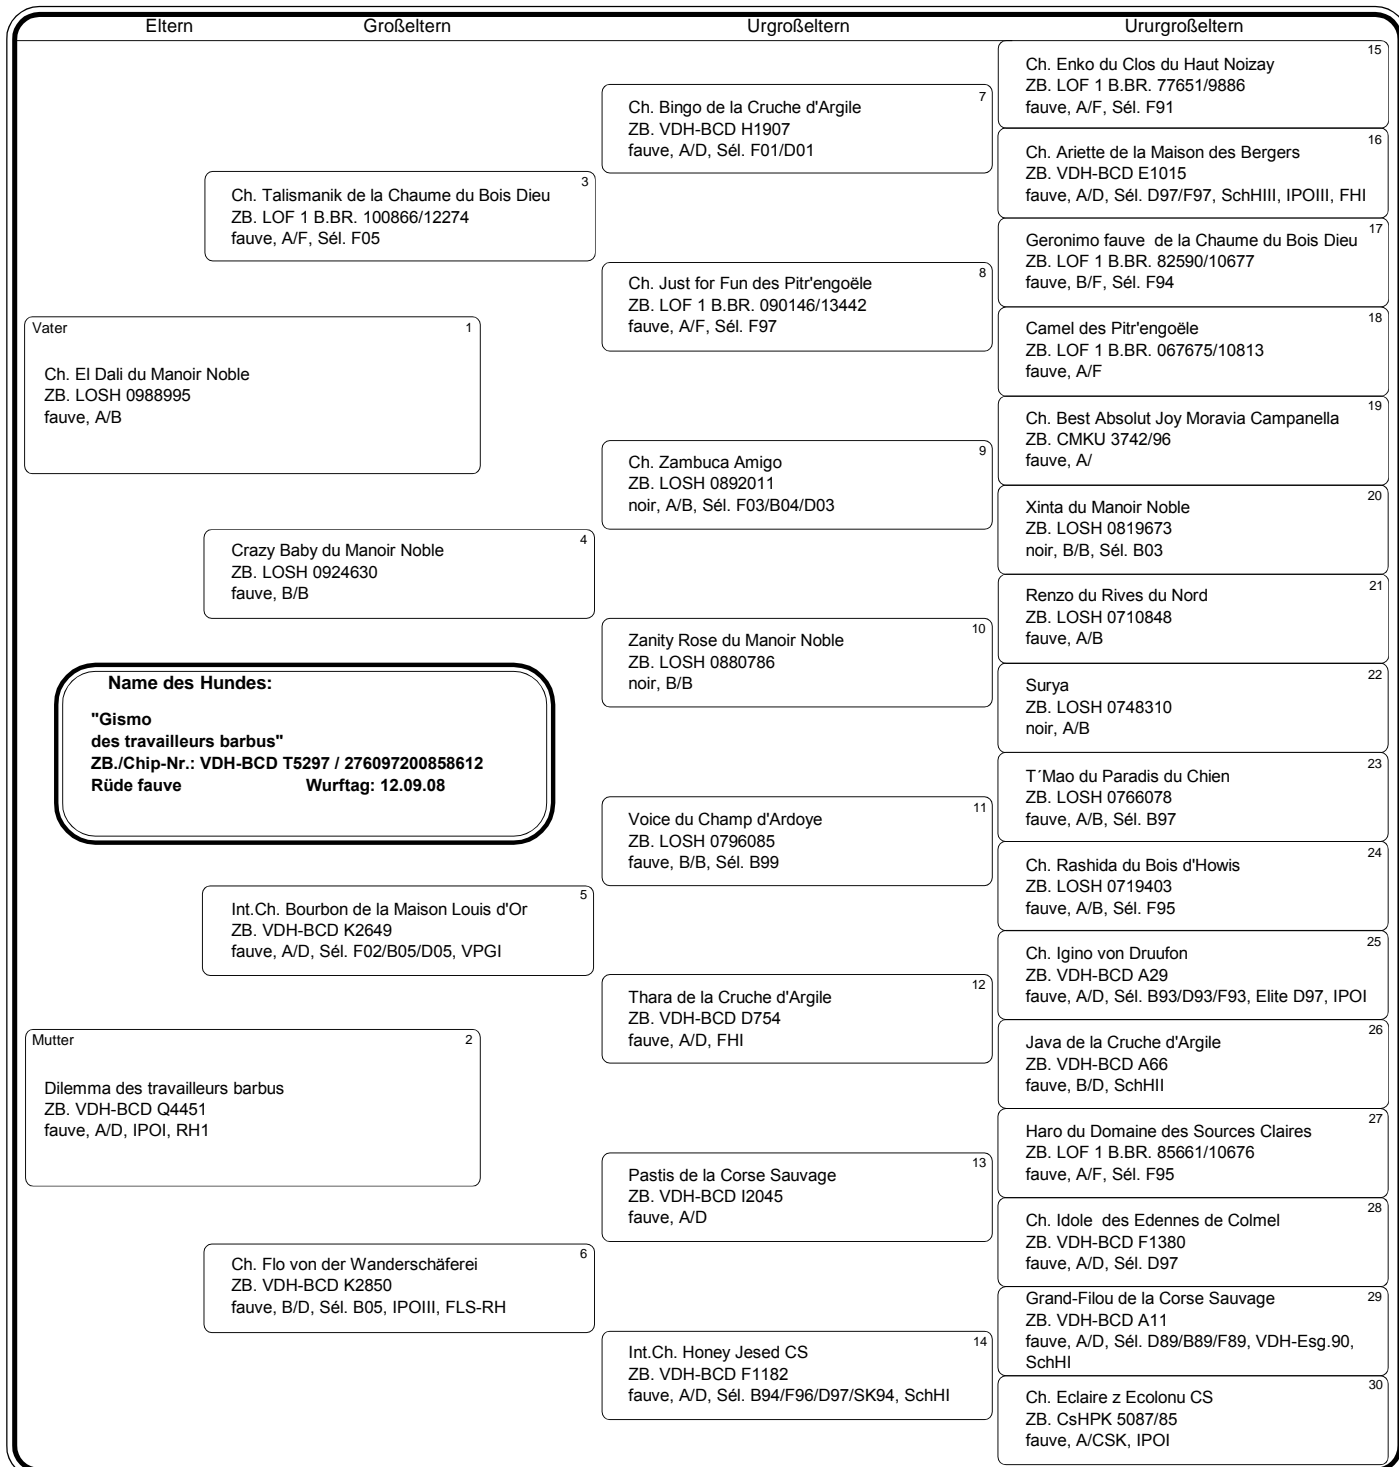 Eltern Großeltern Urgroßeltern Ururgroßeltern
Vater 1
Ch. El Dali du Manoir Noble
ZB. LOSH 0988995
fauve, A/B
Name des Hundes:
"Gismo
des travailleurs barbus"
ZB./Chip-Nr.: VDH-BCD T5297 / 276097200858612
Rüde fauve Wurftag: 12.09.08
Mutter 2
Dilemma des travailleurs barbus
ZB. VDH-BCD Q4451
fauve, A/D, IPOI, RH1
3
Ch. Talismanik de la Chaume du Bois Dieu
ZB. LOF 1 B.BR. 100866/12274
fauve, A/F, Sél. F05
4
Crazy Baby du Manoir Noble
ZB. LOSH 0924630
fauve, B/B
5
Int.Ch. Bourbon de la Maison Louis d'Or
ZB. VDH-BCD K2649
fauve, A/D, Sél. F02/B05/D05, VPGI
6
Ch. Flo von der Wanderschäferei
ZB. VDH-BCD K2850
fauve, B/D, Sél. B05, IPOIII, FLS-RH
7
Ch. Bingo de la Cruche d'Argile
ZB. VDH-BCD H1907
fauve, A/D, Sél. F01/D01
8
Ch. Just for Fun des Pitr'engoële
ZB. LOF 1 B.BR. 090146/13442
fauve, A/F, Sél. F97
9
Ch. Zambuca Amigo
ZB. LOSH 0892011
noir, A/B, Sél. F03/B04/D03
10
Zanity Rose du Manoir Noble
ZB. LOSH 0880786
noir, B/B
11
Voice du Champ d'Ardoye
ZB. LOSH 0796085
fauve, B/B, Sél. B99
12
Thara de la Cruche d'Argile
ZB. VDH-BCD D754
fauve, A/D, FHI
13
Pastis de la Corse Sauvage
ZB. VDH-BCD I2045
fauve, A/D
14
Int.Ch. Honey Jesed CS
ZB. VDH-BCD F1182
fauve, A/D, Sél. B94/F96/D97/SK94, SchHI
15
Ch. Enko du Clos du Haut Noizay
ZB. LOF 1 B.BR. 77651/9886
fauve, A/F, Sél. F91
16
Ch. Ariette de la Maison des Bergers
ZB. VDH-BCD E1015
fauve, A/D, Sél. D97/F97, SchHIII, IPOIII, FHI
17
Geronimo fauve de la Chaume du Bois Dieu
ZB. LOF 1 B.BR. 82590/10677
fauve, B/F, Sél. F94
18
Camel des Pitr'engoële
ZB. LOF 1 B.BR. 067675/10813
fauve, A/F
19
Ch. Best Absolut Joy Moravia Campanella
ZB. CMKU 3742/96
fauve, A/
20
Xinta du Manoir Noble
ZB. LOSH 0819673
noir, B/B, Sél. B03
21
Renzo du Rives du Nord
ZB. LOSH 0710848
fauve, A/B
22
Surya
ZB. LOSH 0748310
noir, A/B
23
T´Mao du Paradis du Chien
ZB. LOSH 0766078
fauve, A/B, Sél. B97
24
Ch. Rashida du Bois d'Howis
ZB. LOSH 0719403
fauve, A/B, Sél. F95
25
Ch. Igino von Druufon
ZB. VDH-BCD A29
fauve, A/D, Sél. B93/D93/F93, Elite D97, IPOI
26
Java de la Cruche d'Argile
ZB. VDH-BCD A66
fauve, B/D, SchHII
27
Haro du Domaine des Sources Claires
ZB. LOF 1 B.BR. 85661/10676
fauve, A/F, Sél. F95
28
Ch. Idole des Edennes de Colmel
ZB. VDH-BCD F1380
fauve, A/D, Sél. D97
29
Grand-Filou de la Corse Sauvage
ZB. VDH-BCD A11
fauve, A/D, Sél. D89/B89/F89, VDH-Esg.90,
SchHI
30
Ch. Eclaire z Ecolonu CS
ZB. CsHPK 5087/85
fauve, A/CSK, IPOI